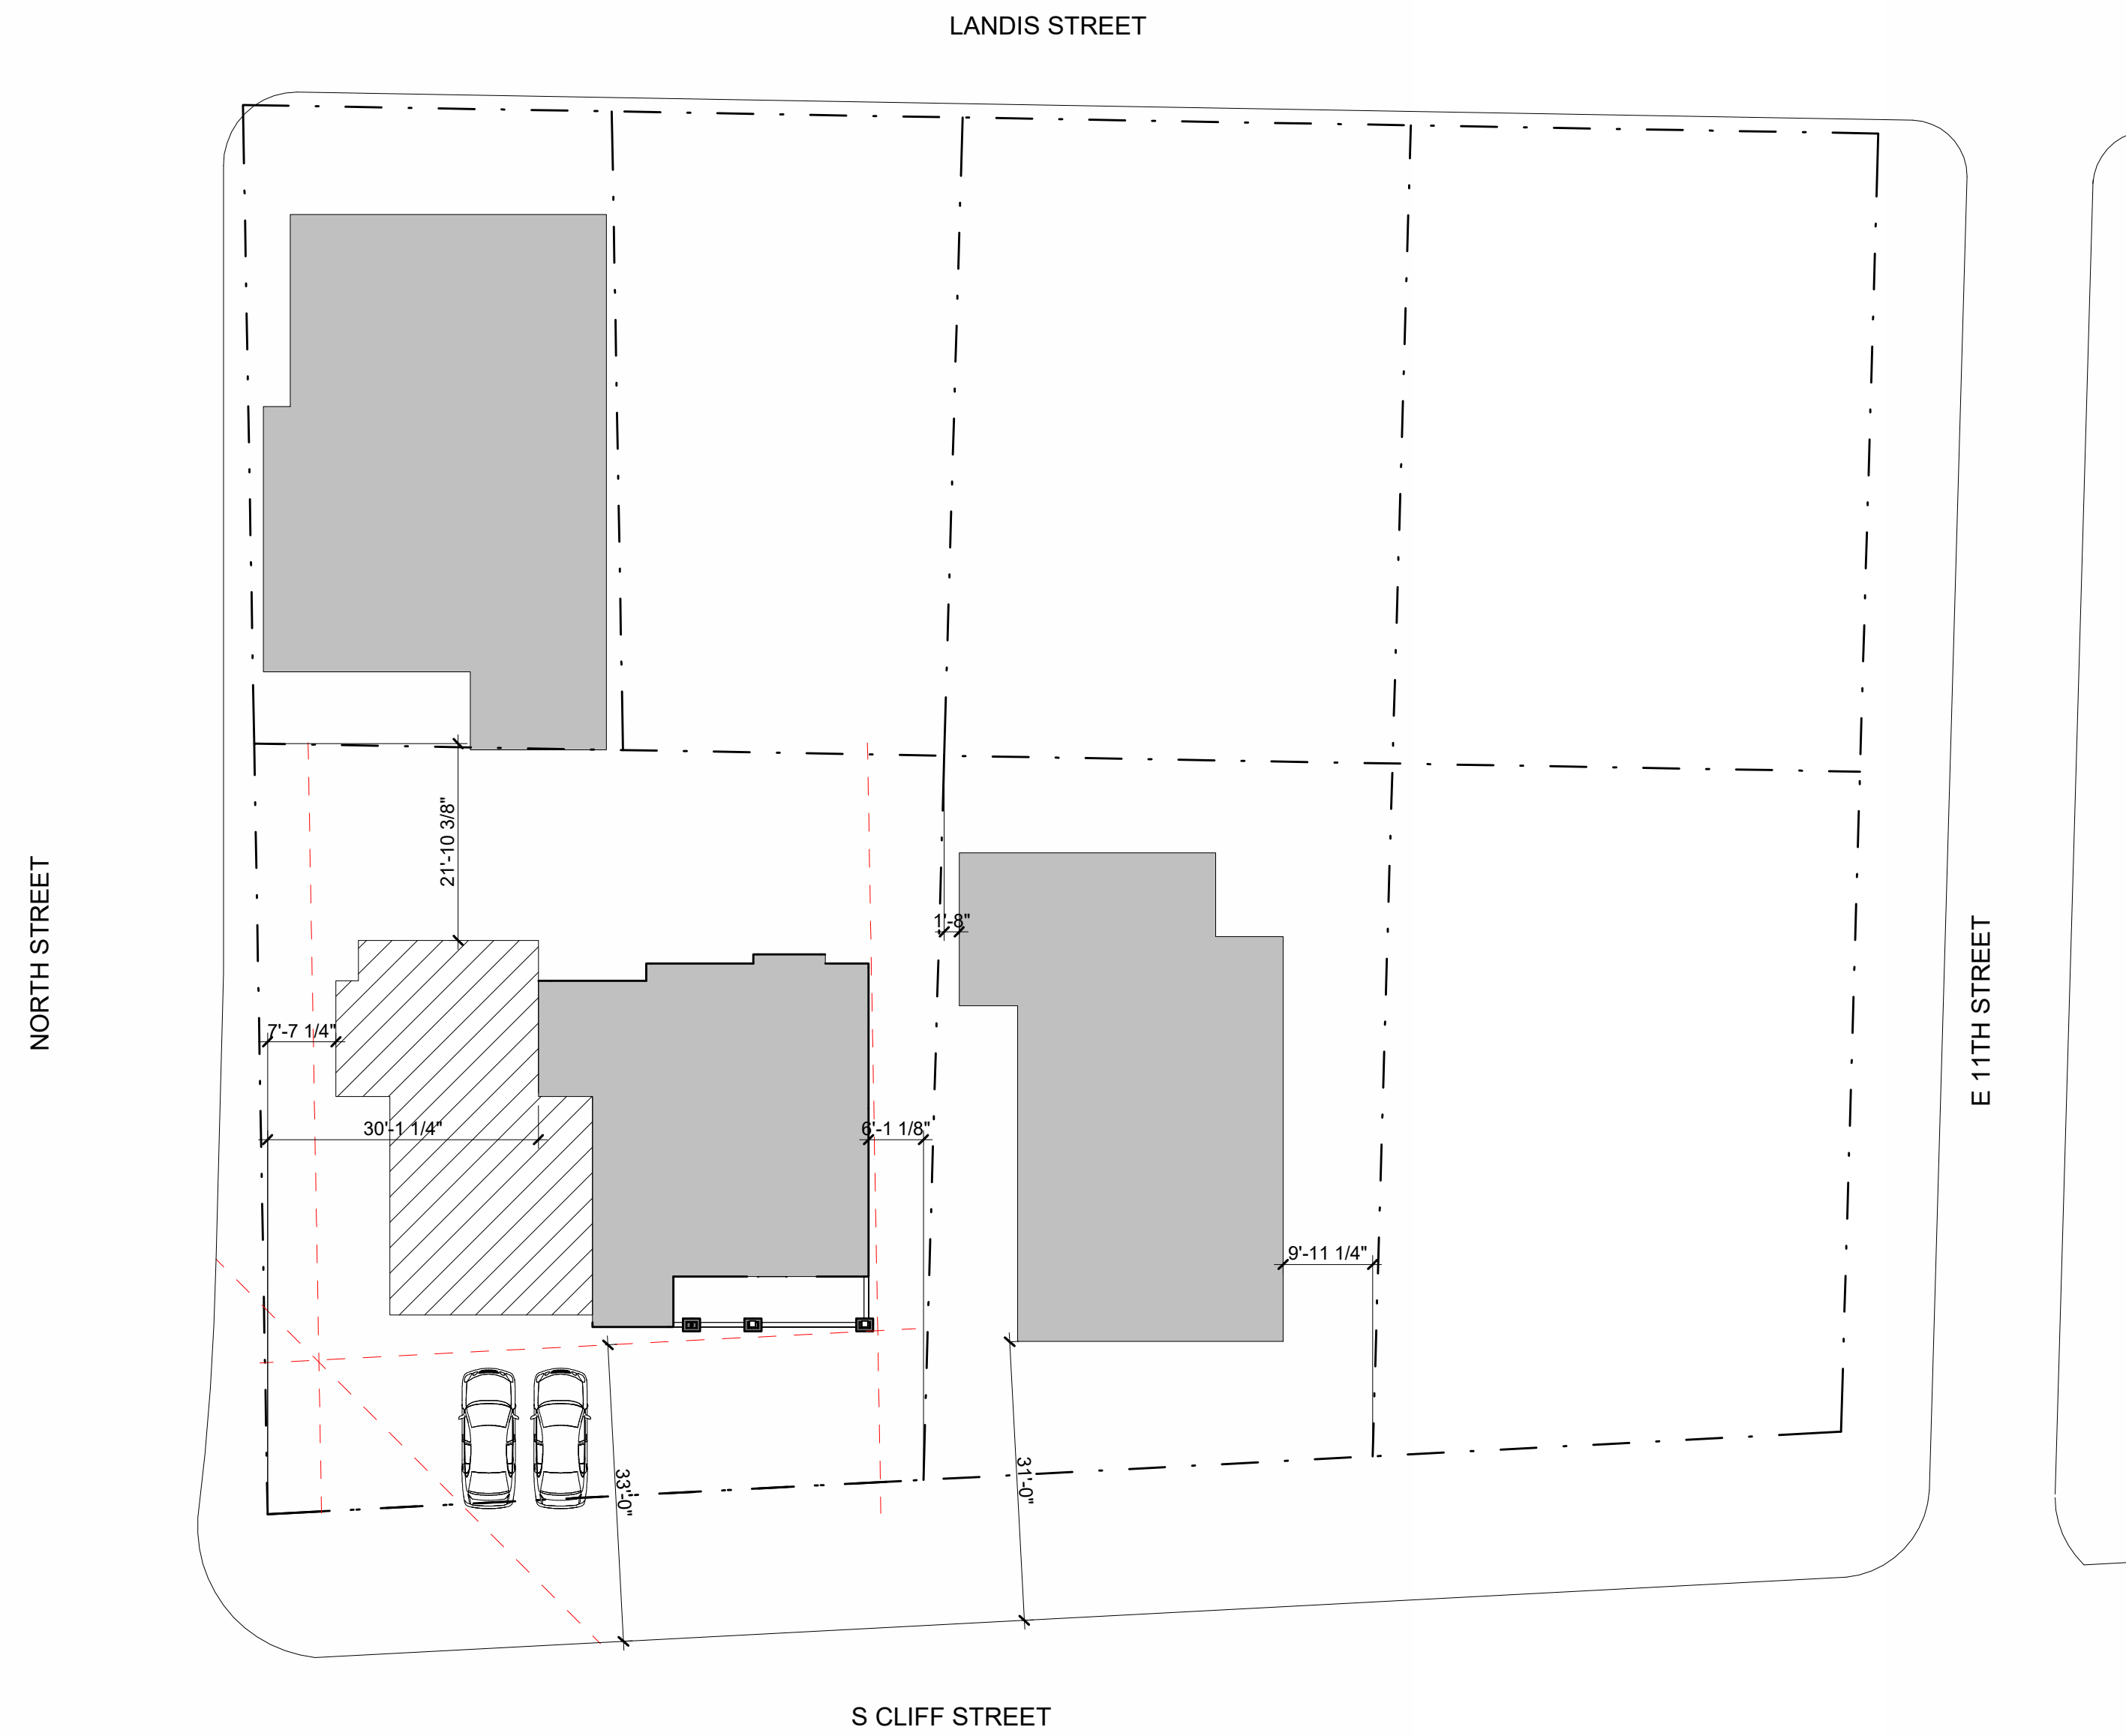 LANDIS STREET
21'-10 3/8"
NORTH STREET
1'-8"
E 11TH STREET
7'-7 1/4"
30'-1 1/4"
6'-1 1/8"
9'-11 1/4"
33'-0"
31'-0"
S CLIFF STREET